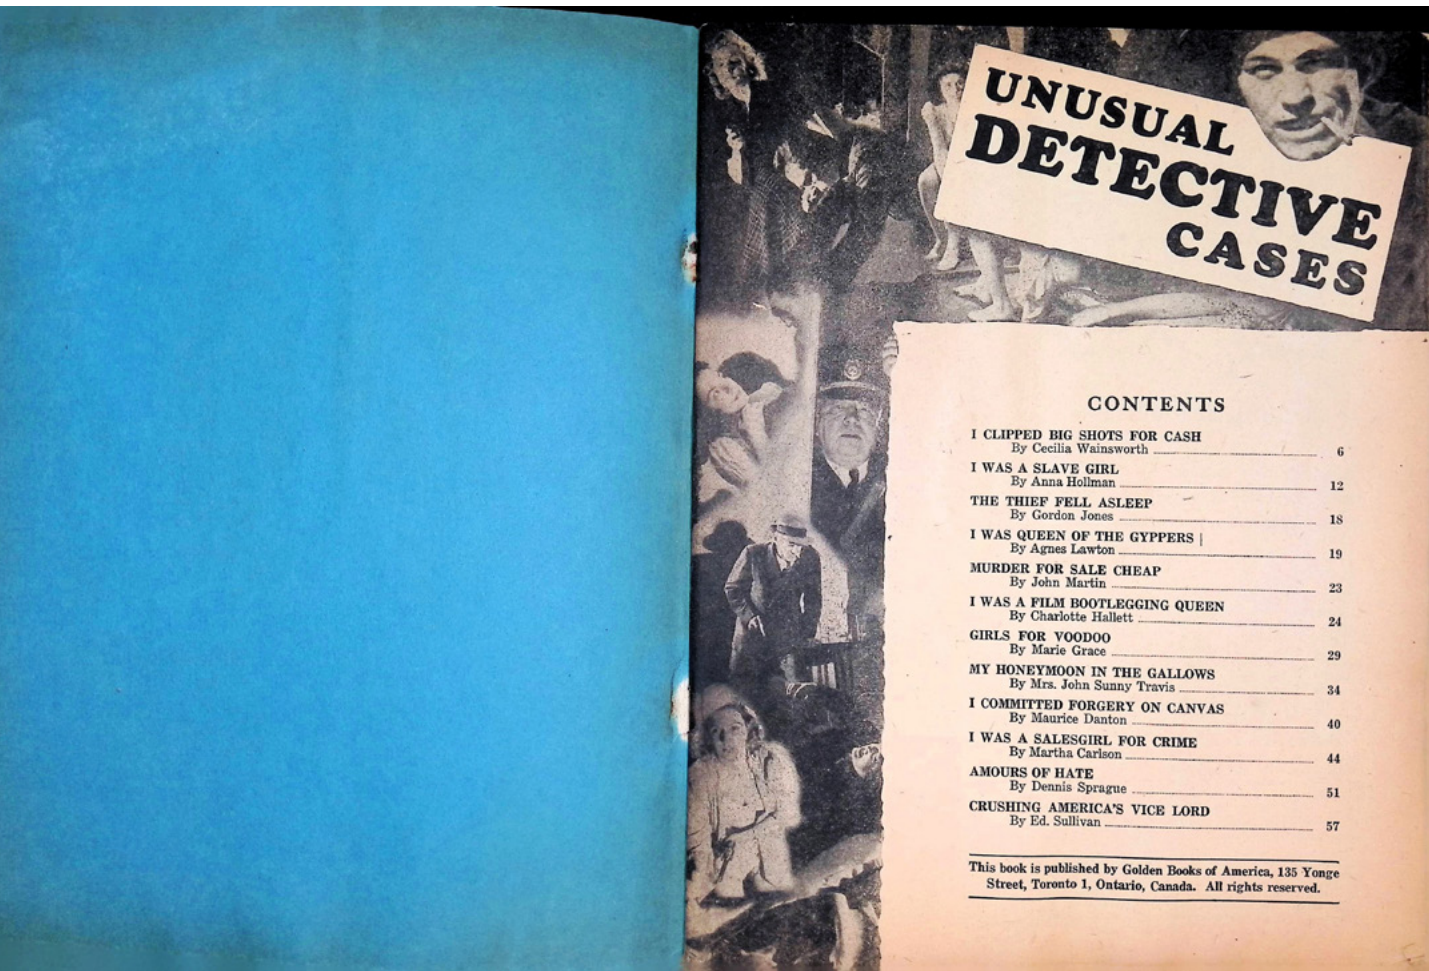 UNUSUAL
DETECTIVE
CASES
CONTENTS
I CLIPPED BIG SHOTS FOR CASH
By Cecilia Wainsworth 6
I WAS A SLAVE GIRL
By Anna Hollman 12
THE THIEF FELL ASLEEP
By Gordon Jones 18
I WAS QUEEN OF THE GYPPERS
By Agnes Lawton 19
MURDER FOR SALE CHEAP
By John Martin 23
I WAS A FILM BOOTLEGGING QUEEN
By Charlotte Hallett 24
GIRLS FOR VOODOO
By Marie Grace 29
MY HONEYMOON IN THE GALLOWS
By Mrs. John Sunny Travis 34
I COMMITTED FORGERY ON CANVAS
By Maurice Danton 40
I WAS A SALESGIRL FOR CRIME
By Martha Carlson 44
AMOURS OF HATE
By Dennis Sprague 51
CRUSHING AMERICA'S VICE LORD
By Ed. Sullivan 57
This book is published by Golden Books of America, 135 Yonge
Street, Toronto 1, Ontario, Canada. All rights reserved.